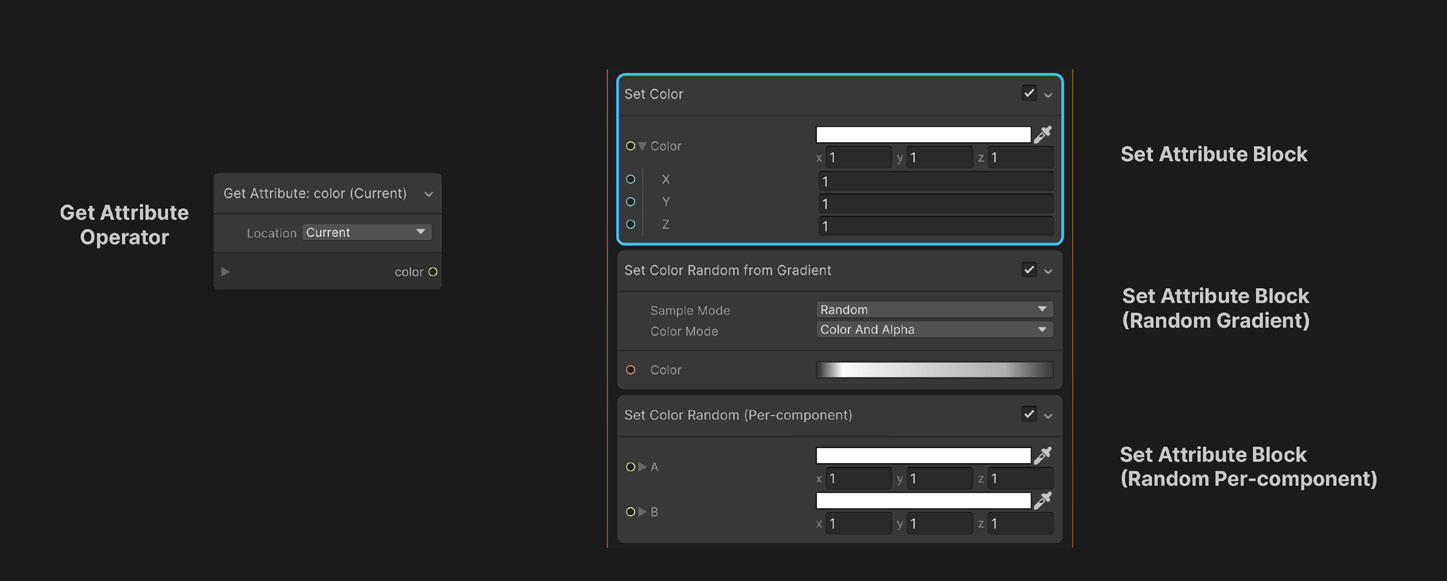 Get Attribute
Operator
Get Attribute: color (Current)
Location Current
color
Set Color
Color
x 1 y 1 z 1
X 1
Y 1
Z 1
Set Color Random from Gradient
Sample Mode Random
Color Mode Color And Alpha
Color
Set Color Random (Per-component)
A
x 1 y 1 z 1
B
x 1 y 1 z 1
Set Attribute Block
Set Attribute Block
(Random Gradient)
Set Attribute Block
(Random Per-component)